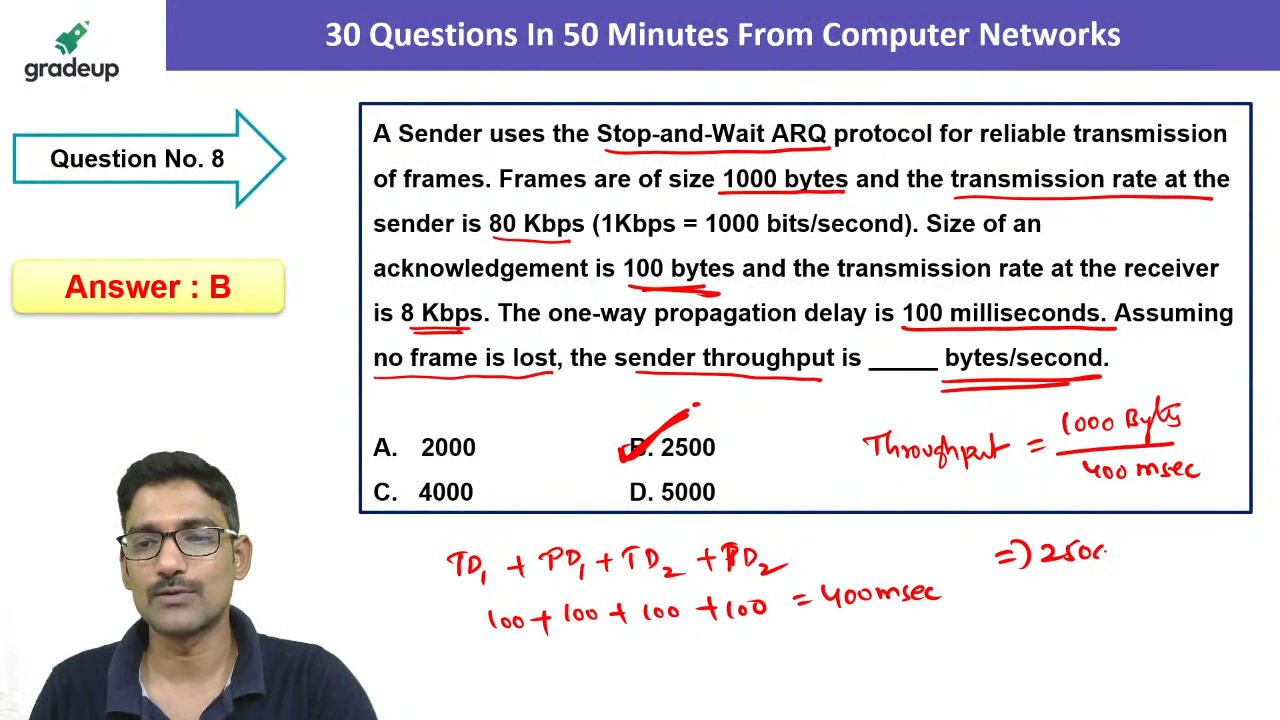 30 Questions In 50 Minutes From Computer Networks
gradeup
Question No. 8
Answer : B
A Sender uses the Stop-and-Wait ARQ protocol for reliable transmission
of frames. Frames are of size 1000 bytes and the transmission rate at the
sender is 80 Kbps (1Kbps = 1000 bits/second). Size of an
acknowledgement is 100 bytes and the transmission rate at the receiver
is 8 Kbps. The one-way propagation delay is 100 milliseconds. Assuming
no frame is lost, the sender throughput is _____ bytes/second.
A. 2000 B. 2500
C. 4000 D. 5000
Throughput = 1000 Bytes
400 msec
TD1 + PD1 + TD2 + PD2
100 + 100 + 100 + 100 = 400msec
=) 250